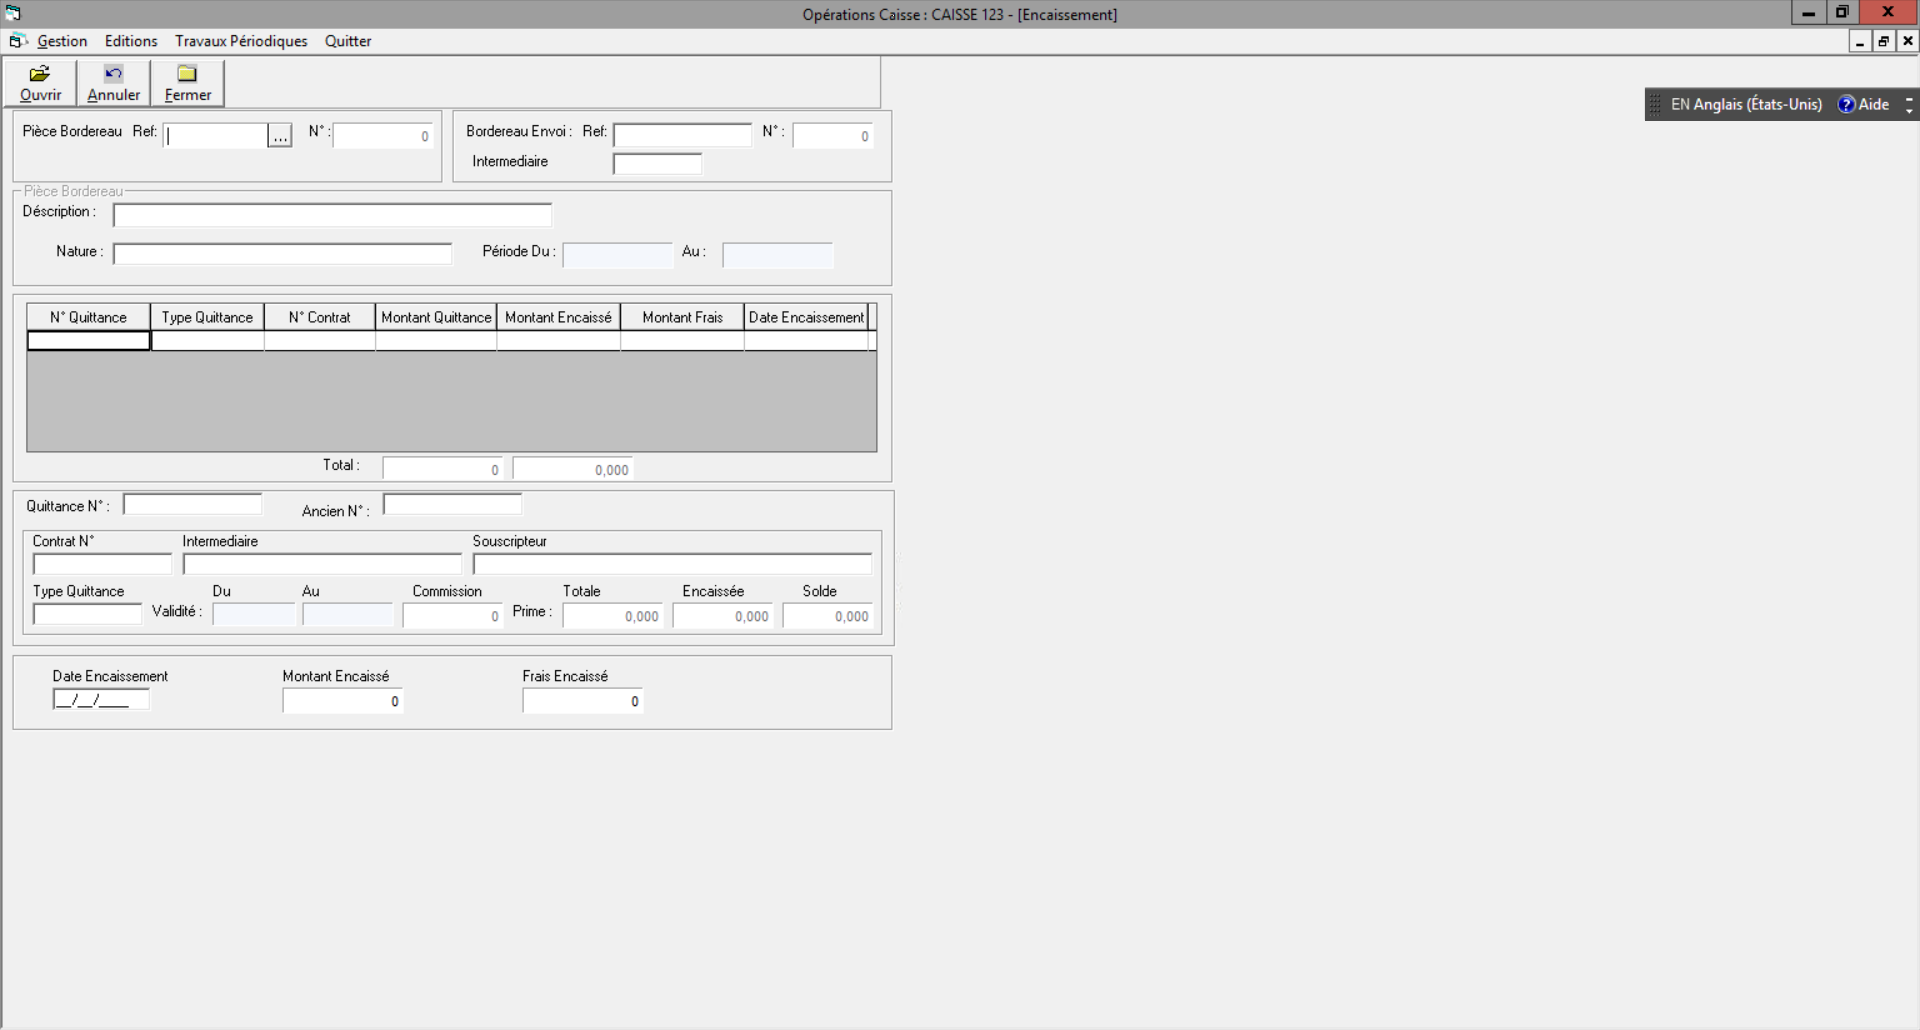 Opérations Caisse : CAISSE 123 - [Encaissement]
Gestion Editions Travaux Périodiques Quitter
Ouvrir Annuler Fermer
EN Anglais (États-Unis) ? Aide
Pièce Bordereau Ref: ... N° : 0
Bordereau Envoi : Ref: N° : 0
Intermediaire
Pièce Bordereau
Déscription :
Nature : Période Du : Au :
N° Quittance Type Quittance N° Contrat Montant Quittance Montant Encaissé Montant Frais Date Encaissement
Total : 0 0,000
Quittance N° : Ancien N° :
Contrat N° Intermediaire Souscripteur
Type Quittance Du Au Commission Totale Encaissée Solde
Validité : 0 Prime : 0,000 0,000 0,000
Date Encaissement Montant Encaissé Frais Encaissé
__/__/____ 0 0